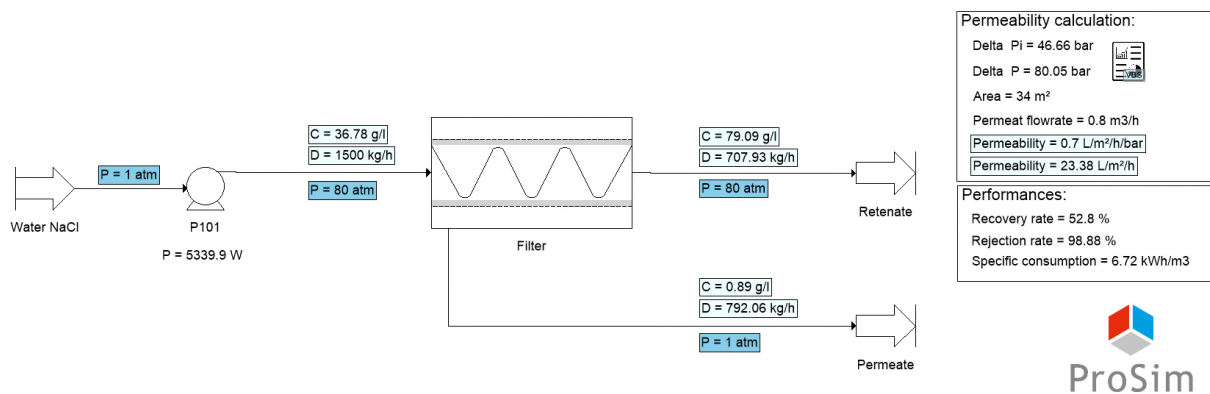 Water NaCl
P = 1 atm
P101
P = 5339.9 W
C = 36.78 g/l
D = 1500 kg/h
P = 80 atm
Filter
C = 79.09 g/l
D = 707.93 kg/h
P = 80 atm
Retenate
C = 0.89 g/l
D = 792.06 kg/h
P = 1 atm
Permeate
Permeability calculation:
Delta Pi = 46.66 bar
Delta P = 80.05 bar
Area = 34 m²
Permeat flowrate = 0.8 m3/h
Permeability = 0.7 L/m²/h/bar
Permeability = 23.38 L/m²/h
VBS
Performances:
Recovery rate = 52.8 %
Rejection rate = 98.88 %
Specific consumption = 6.72 kWh/m3
ProSim